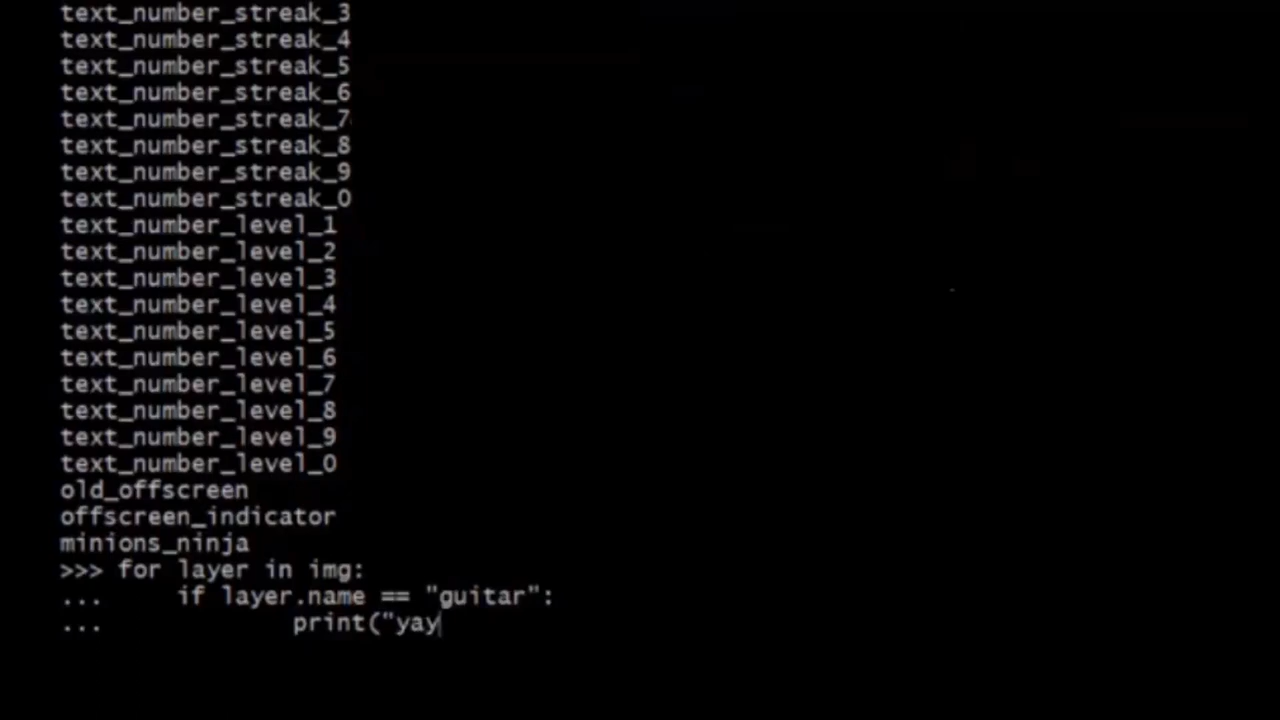 text_number_streak_3
text_number_streak_4
text_number_streak_5
text_number_streak_6
text_number_streak_7
text_number_streak_8
text_number_streak_9
text_number_streak_0
text_number_level_1
text_number_level_2
text_number_level_3
text_number_level_4
text_number_level_5
text_number_level_6
text_number_level_7
text_number_level_8
text_number_level_9
text_number_level_0
old_offscreen
offscreen_indicator
minions_ninja
>>> for layer in img:
...     if layer.name == "guitar":
...             print("yay